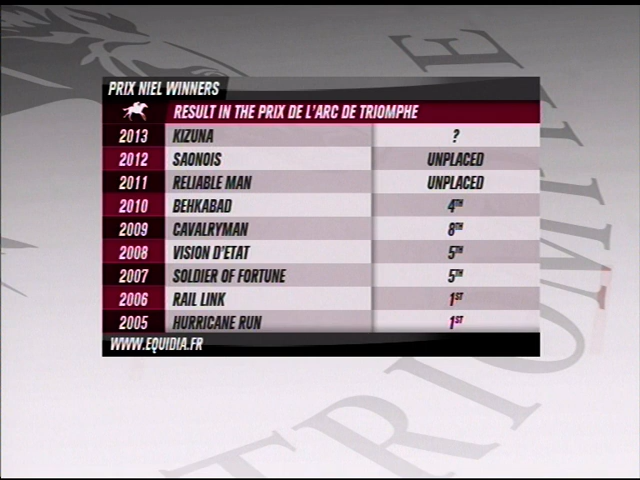 PRIX NIEL WINNERS
RESULT IN THE PRIX DE L'ARC DE TRIOMPHE
2013 KIZUNA ?
2012 SAONOIS UNPLACED
2011 RELIABLE MAN UNPLACED
2010 BEHKABAD 4TH
2009 CAVALRYMAN 8TH
2008 VISION D'ETAT 5TH
2007 SOLDIER OF FORTUNE 5TH
2006 RAIL LINK 1ST
2005 HURRICANE RUN 1ST
WWW.EQUIDIA.FR
TRIOMPHE